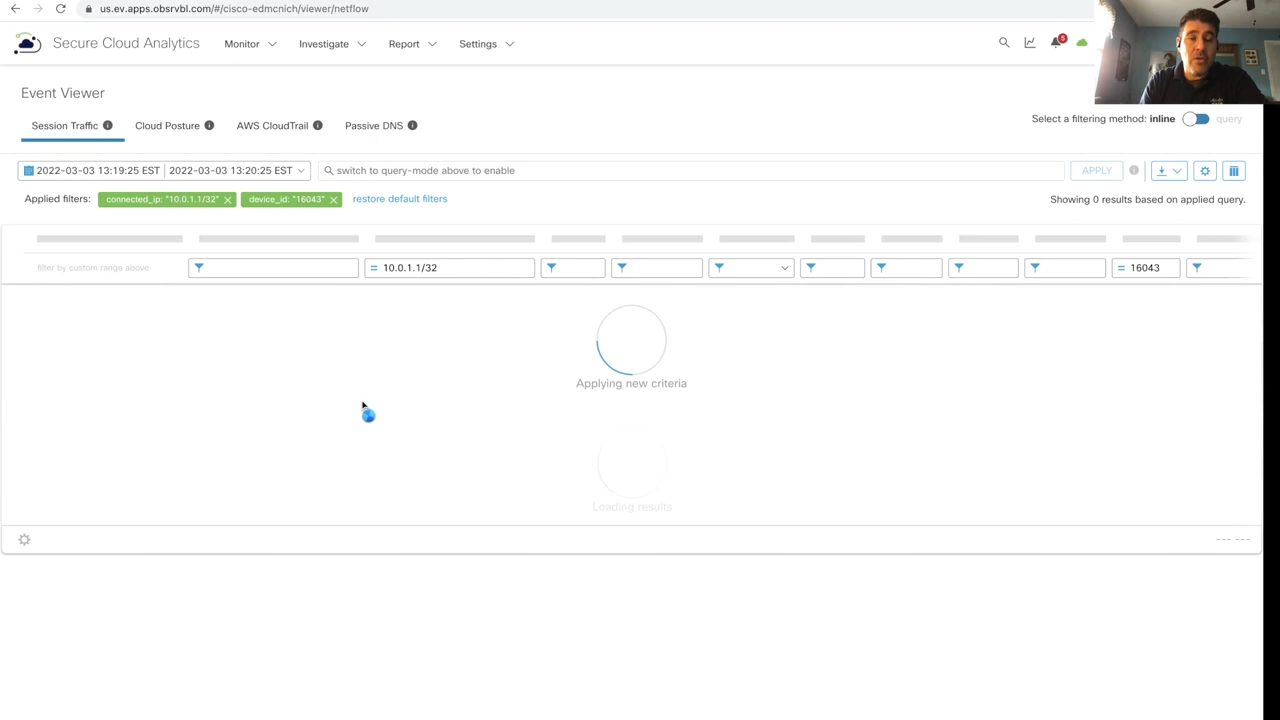 us.ev.apps.obsrvbl.com/#/cisco-edmcnich/viewer/netflow
Secure Cloud Analytics Monitor Investigate Report Settings 5
Event Viewer
Session Traffic Cloud Posture AWS CloudTrail Passive DNS
Select a filtering method: inline query
2022-03-03 13:19:25 EST 2022-03-03 13:20:25 EST switch to query-mode above to enable APPLY
Applied filters: connected_ip: "10.0.1.1/32" device_id: "16043" restore default filters Showing 0 results based on applied query.
filter by custom range above = 10.0.1.1/32 = 16043
Applying new criteria
Loading results
--- ---